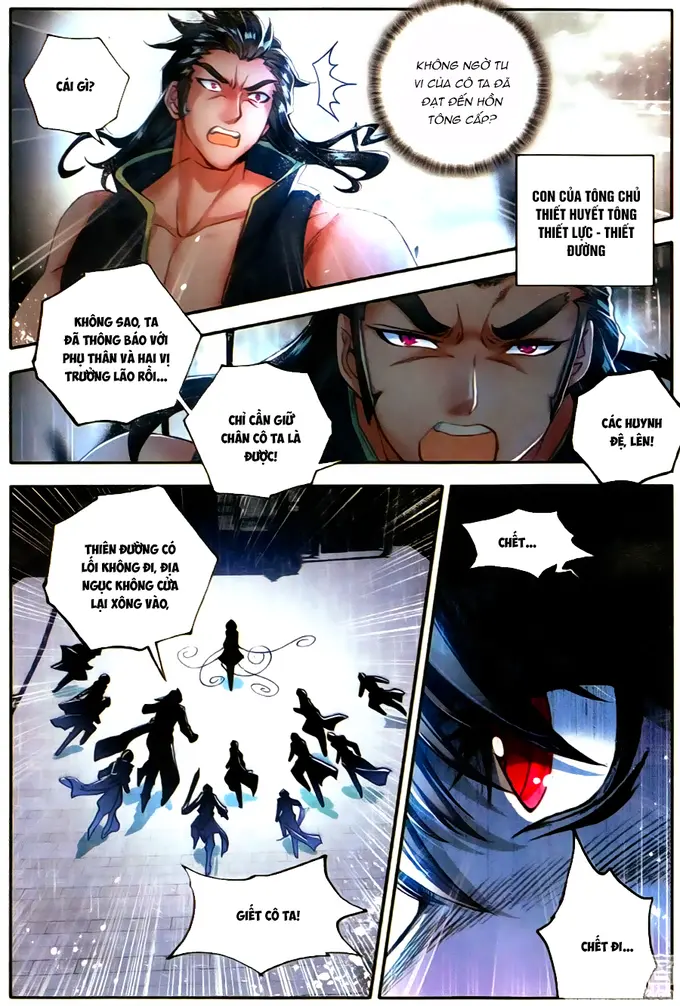 CÁI GÌ?
KHÔNG NGỜ TU
VI CỦA CÔ TA ĐÃ
ĐẠT ĐẾN HỒN
TÔNG CẤP?
CON CỦA TÔNG CHỦ
THIẾT HUYẾT TÔNG
THIẾT LỰC - THIẾT
ĐƯỜNG
KHÔNG SAO, TA
ĐÃ THÔNG BÁO VỚI
PHỤ THÂN VÀ HAI VỊ
TRƯỜNG LÃO RỒI...
CHỈ CẦN GIỮ
CHÂN CÔ TA LÀ
ĐƯỢC!
CÁC HUYNH
ĐỆ, LÊN!
THIÊN ĐƯỜNG CÓ
LỐI KHÔNG ĐI, ĐỊA
NGỤC KHÔNG CỬA
LẠI XÔNG VÀO,
CHẾT...
GIẾT CÔ TA!
CHẾT ĐI...